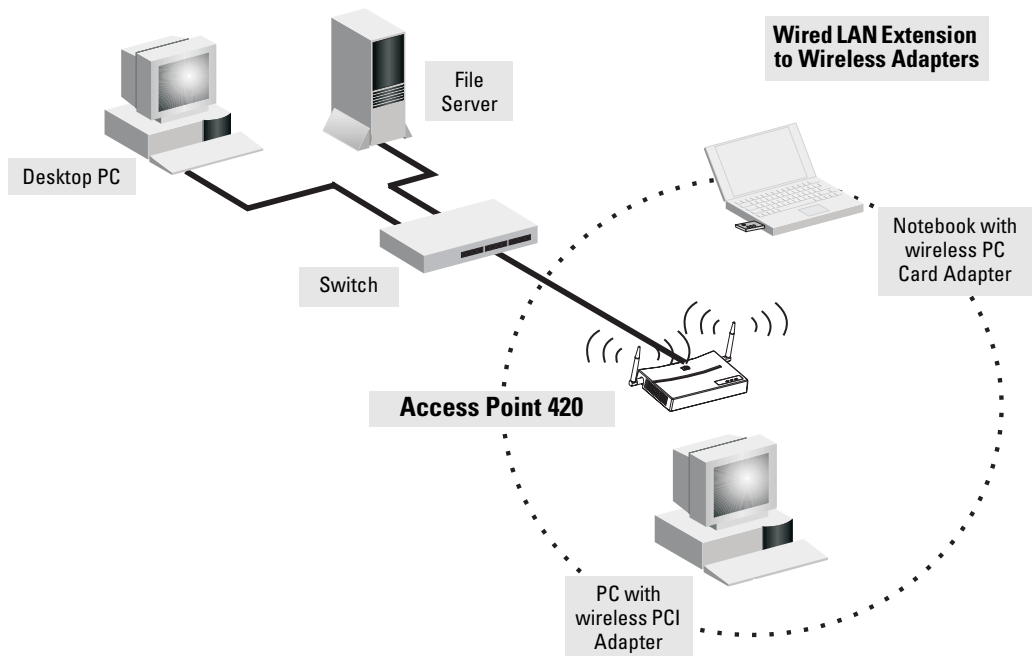 Wired LAN Extension
to Wireless Adapters
File
Server
Desktop PC
Switch
Notebook with
wireless PC
Card Adapter
Access Point 420
PC with
wireless PCI
Adapter